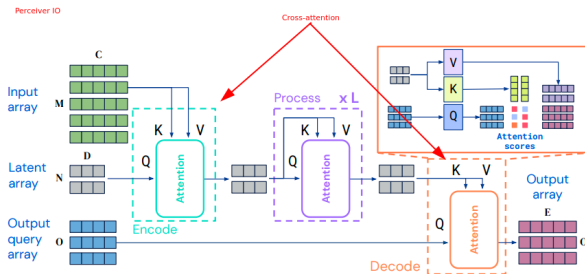 Perceiver IO
Cross-attention
C
Input
array
M
K
V
Q
Attention
Encode
Process
x L
K
V
Q
Attention
V
K
Q
Attention
scores
Latent
array
D
N
Output
query
array
O
K
V
Q
Attention
Decode
Output
array
E
O